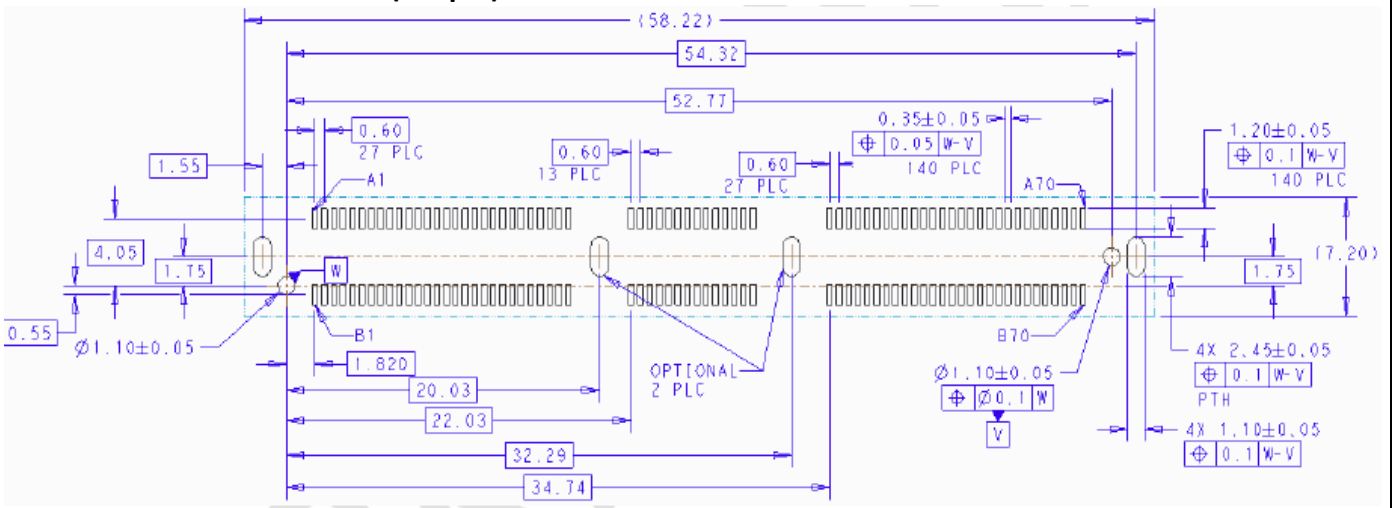 (58.22)
54.32
52.77
0.60
27 PLC
0.60
13 PLC
0.60
27 PLC
0.35±0.05
⌖ 0.05 W-V
140 PLC
1.20±0.05
⌖ 0.1 W-V
140 PLC
1.55
A1
A70
4.05
1.75
W
(7.20)
1.75
0.55
Ø1.10±0.05
B1
B70
1.820
20.03
22.03
32.29
34.74
OPTIONAL
2 PLC
Ø1.10±0.05
⌖ Ø0.1 W
V
4X 2.45±0.05
⌖ 0.1 W-V
PTH
4X 1.10±0.05
⌖ 0.1 W-V